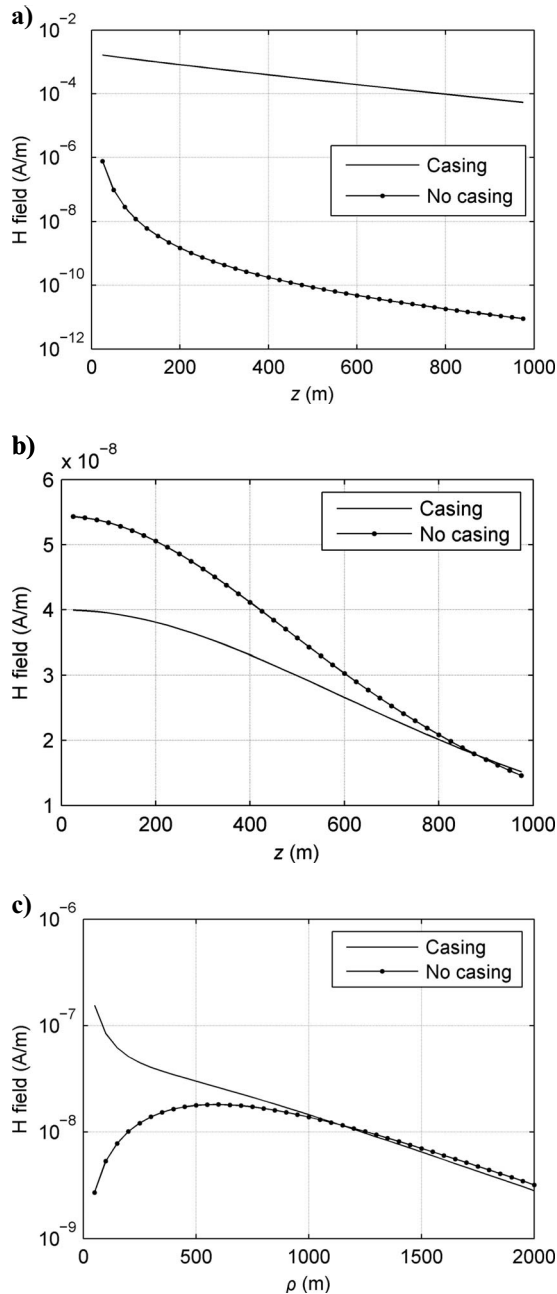 a)
10⁻²
10⁻⁴
10⁻⁶
10⁻⁸
10⁻¹⁰
10⁻¹²
H field (A/m)
Casing
No casing
0 200 400 600 800 1000
z (m)
b)
x 10⁻⁸
6
5
4
3
2
1
H field (A/m)
Casing
No casing
0 200 400 600 800 1000
z (m)
c)
10⁻⁶
10⁻⁷
10⁻⁸
10⁻⁹
H field (A/m)
Casing
No casing
0 500 1000 1500 2000
ρ (m)